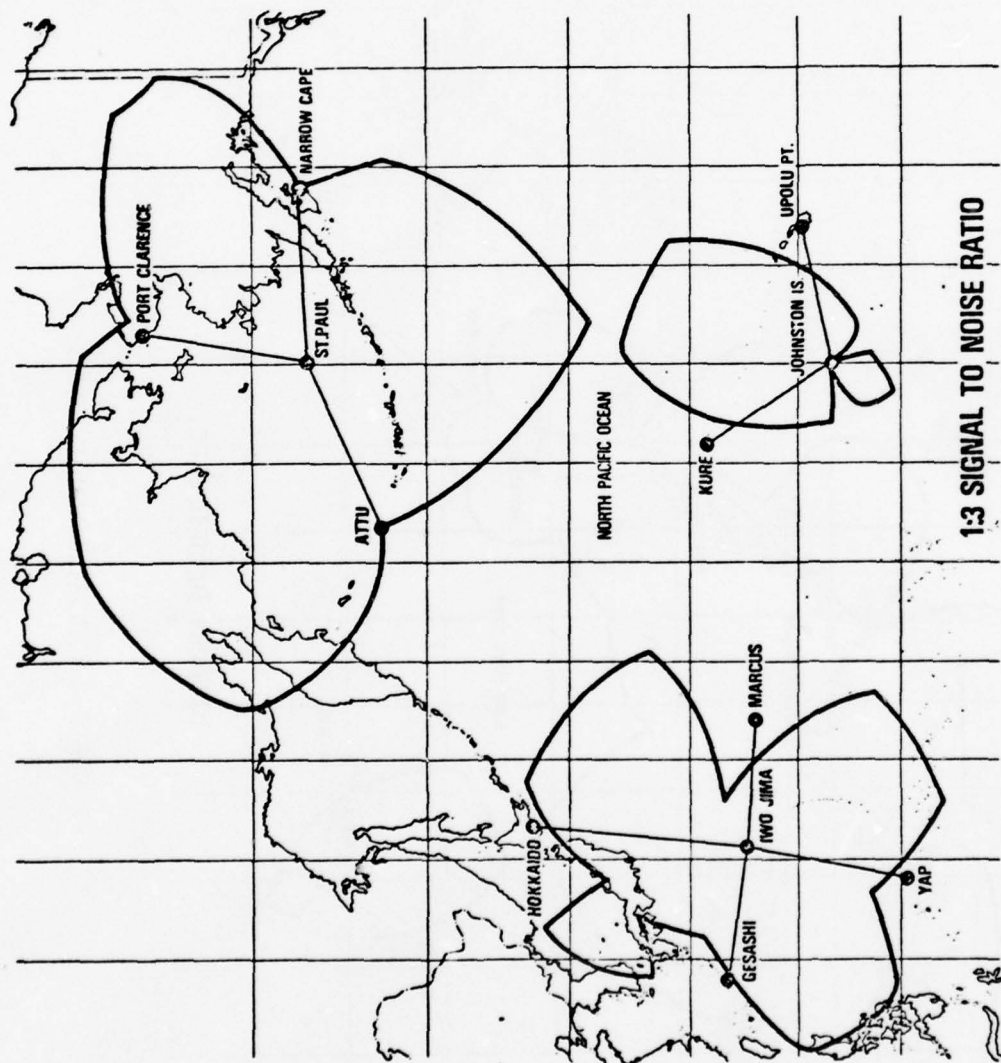 PORT CLARENCE
NARROW CAPE
ST. PAUL
ATTU
NORTH PACIFIC OCEAN
UPOLU PT.
JOHNSTON IS.
KURE
HOKKAIDO
MARCUS
IWO JIMA
GESASHI
YAP
1:3 SIGNAL TO NOISE RATIO